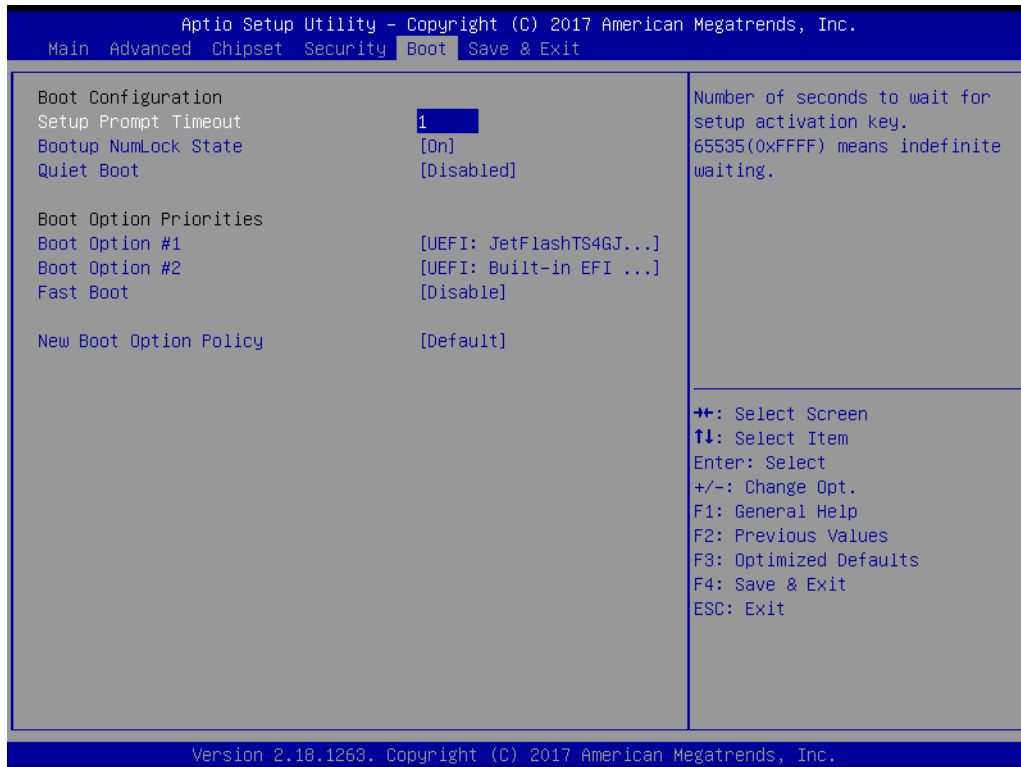 Aptio Setup Utility – Copyright (C) 2017 American Megatrends, Inc.
Main Advanced Chipset Security Boot Save & Exit
Boot Configuration
Setup Prompt Timeout 1
Bootup NumLock State [On]
Quiet Boot [Disabled]
Boot Option Priorities
Boot Option #1 [UEFI: JetFlashTS4GJ...]
Boot Option #2 [UEFI: Built-in EFI ...]
Fast Boot [Disable]
New Boot Option Policy [Default]
Number of seconds to wait for
setup activation key.
65535(0xFFFF) means indefinite
waiting.
→←: Select Screen
↑↓: Select Item
Enter: Select
+/-: Change Opt.
F1: General Help
F2: Previous Values
F3: Optimized Defaults
F4: Save & Exit
ESC: Exit
Version 2.18.1263. Copyright (C) 2017 American Megatrends, Inc.